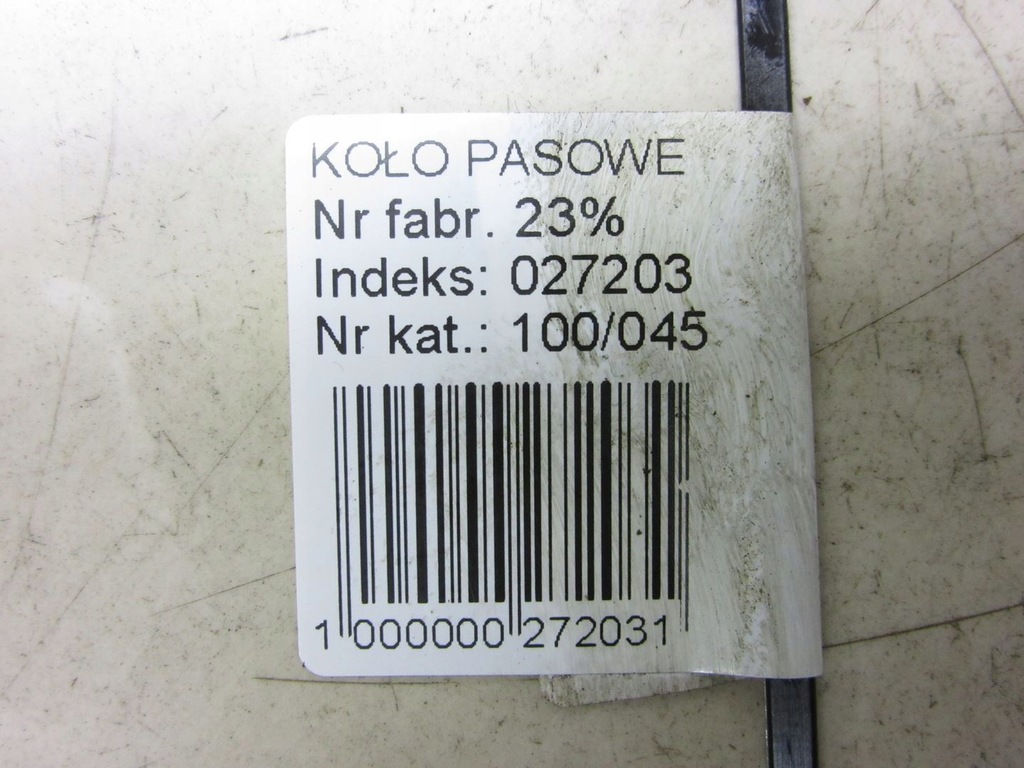 KOŁO PASOWE
Nr fabr. 23%
Indeks: 027203
Nr kat.: 100/045
1 000000 272031